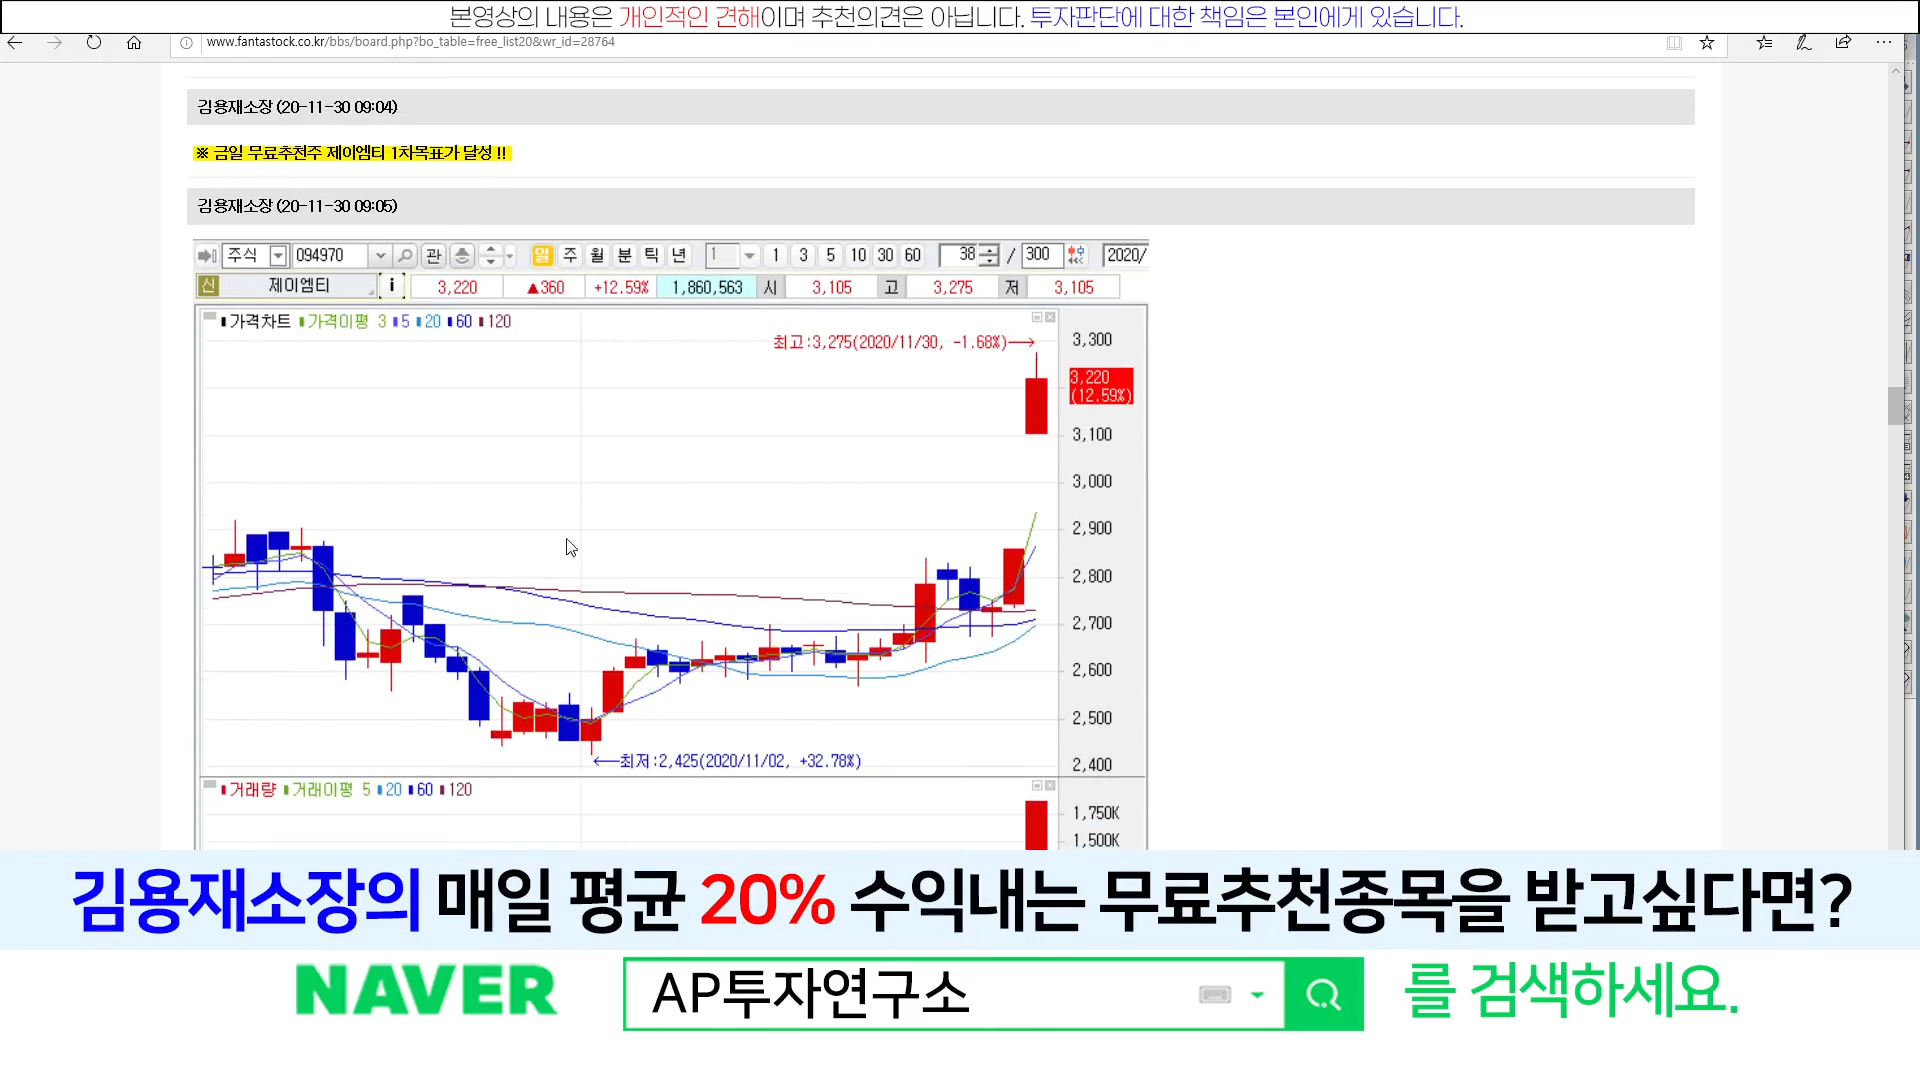 본영상의 내용은 개인적인 견해이며 추천의견은 아닙니다. 투자판단에 대한 책임은 본인에게 있습니다.
www.fantastock.co.kr/bbs/board.php?bo_table=free_list20&wr_id=28764
김용재소장 (20-11-30 09:04)
※ 금일 무료추천주 제이엠티 1차목표가 달성 !!
김용재소장 (20-11-30 09:05)
주식 094970 관 일 주 월 분 틱 년 1 1 3 5 10 30 60 38 / 300 2020/
신 제이엠티 i 3,220 ▲360 +12.59% 1,860,563 시 3,105 고 3,275 저 3,105
가격차트 가격이평 3 5 20 60 120
최고:3,275(2020/11/30, -1.68%)→
3,300
3,220
(12.59%)
3,100
3,000
2,900
2,800
2,700
2,600
2,500
←최저:2,425(2020/11/02, +32.78%)
2,400
거래량 거래이평 5 20 60 120
1,750K
1,500K
김용재소장의 매일 평균 20% 수익내는 무료추천종목을 받고싶다면?
NAVER AP투자연구소 를 검색하세요.